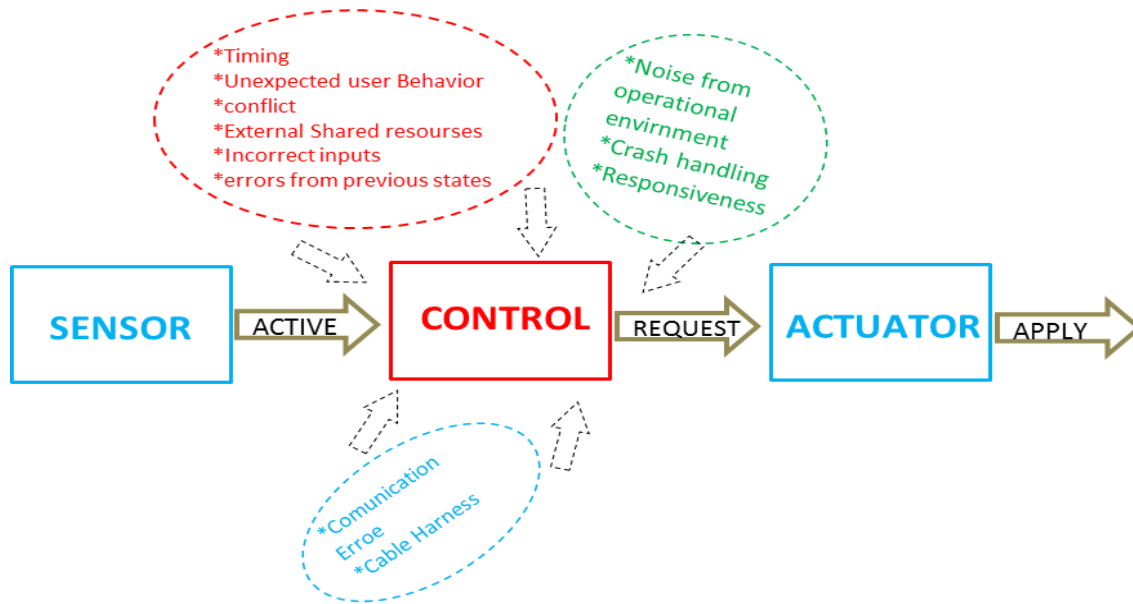 *Timing
*Unexpected user Behavior
*conflict
*External Shared resourses
*Incorrect inputs
*errors from previous states
*Noise from
operational
envirnment
*Crash handling
*Responsiveness
SENSOR
ACTIVE
CONTROL
REQUEST
ACTUATOR
APPLY
*Comunication
Erroe
*Cable Harness